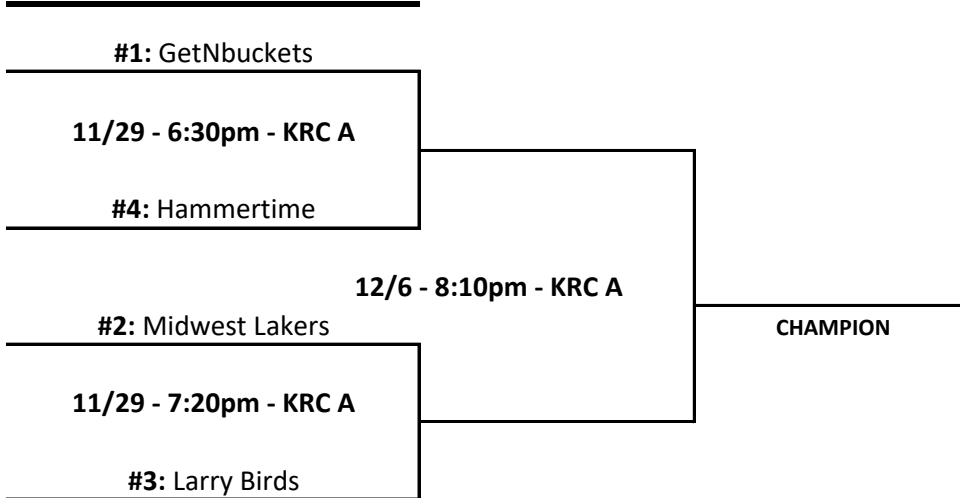 #1: GetNbuckets
11/29 - 6:30pm - KRC A
#4: Hammertime
12/6 - 8:10pm - KRC A
#2: Midwest Lakers
CHAMPION
11/29 - 7:20pm - KRC A
#3: Larry Birds